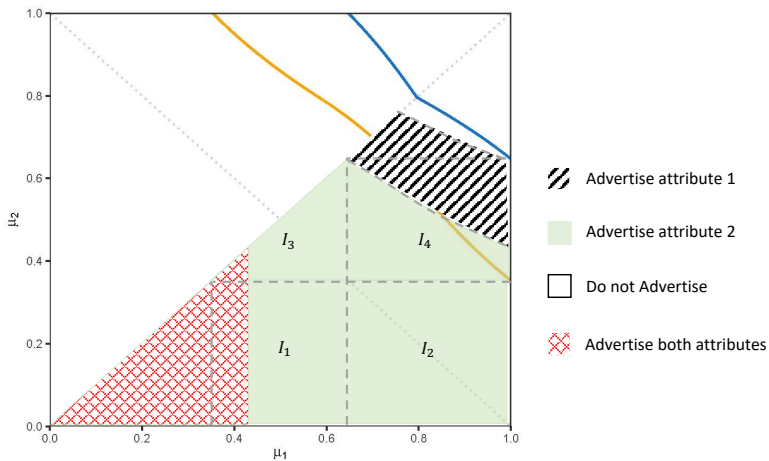 1.0
0.8
0.6
0.4
0.2
0.0
μ2
I3
I4
I1
I2
0.0 0.2 0.4 0.6 0.8 1.0
μ1
Advertise attribute 1
Advertise attribute 2
Do not Advertise
Advertise both attributes